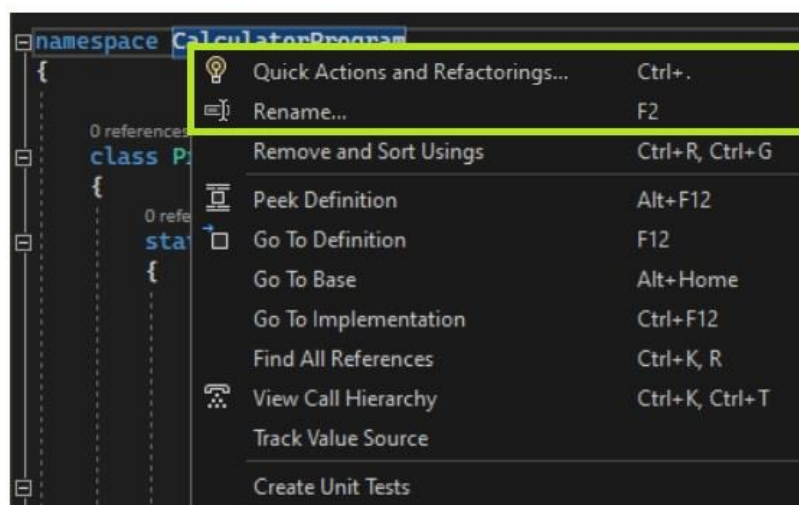 namespace CalculatorProgram
{
Quick Actions and Refactorings... Ctrl+.
Rename... F2
0 references
class
Remove and Sort Usings Ctrl+R, Ctrl+G
{
Peek Definition Alt+F12
0
Go To Definition F12
{
Go To Base Alt+Home
Go To Implementation Ctrl+F12
Find All References Ctrl+K, R
View Call Hierarchy Ctrl+K, Ctrl+T
Track Value Source
Create Unit Tests